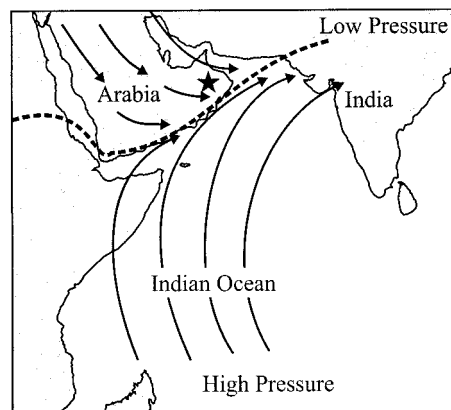 Low Pressure
Arabia
India
Indian Ocean
High Pressure